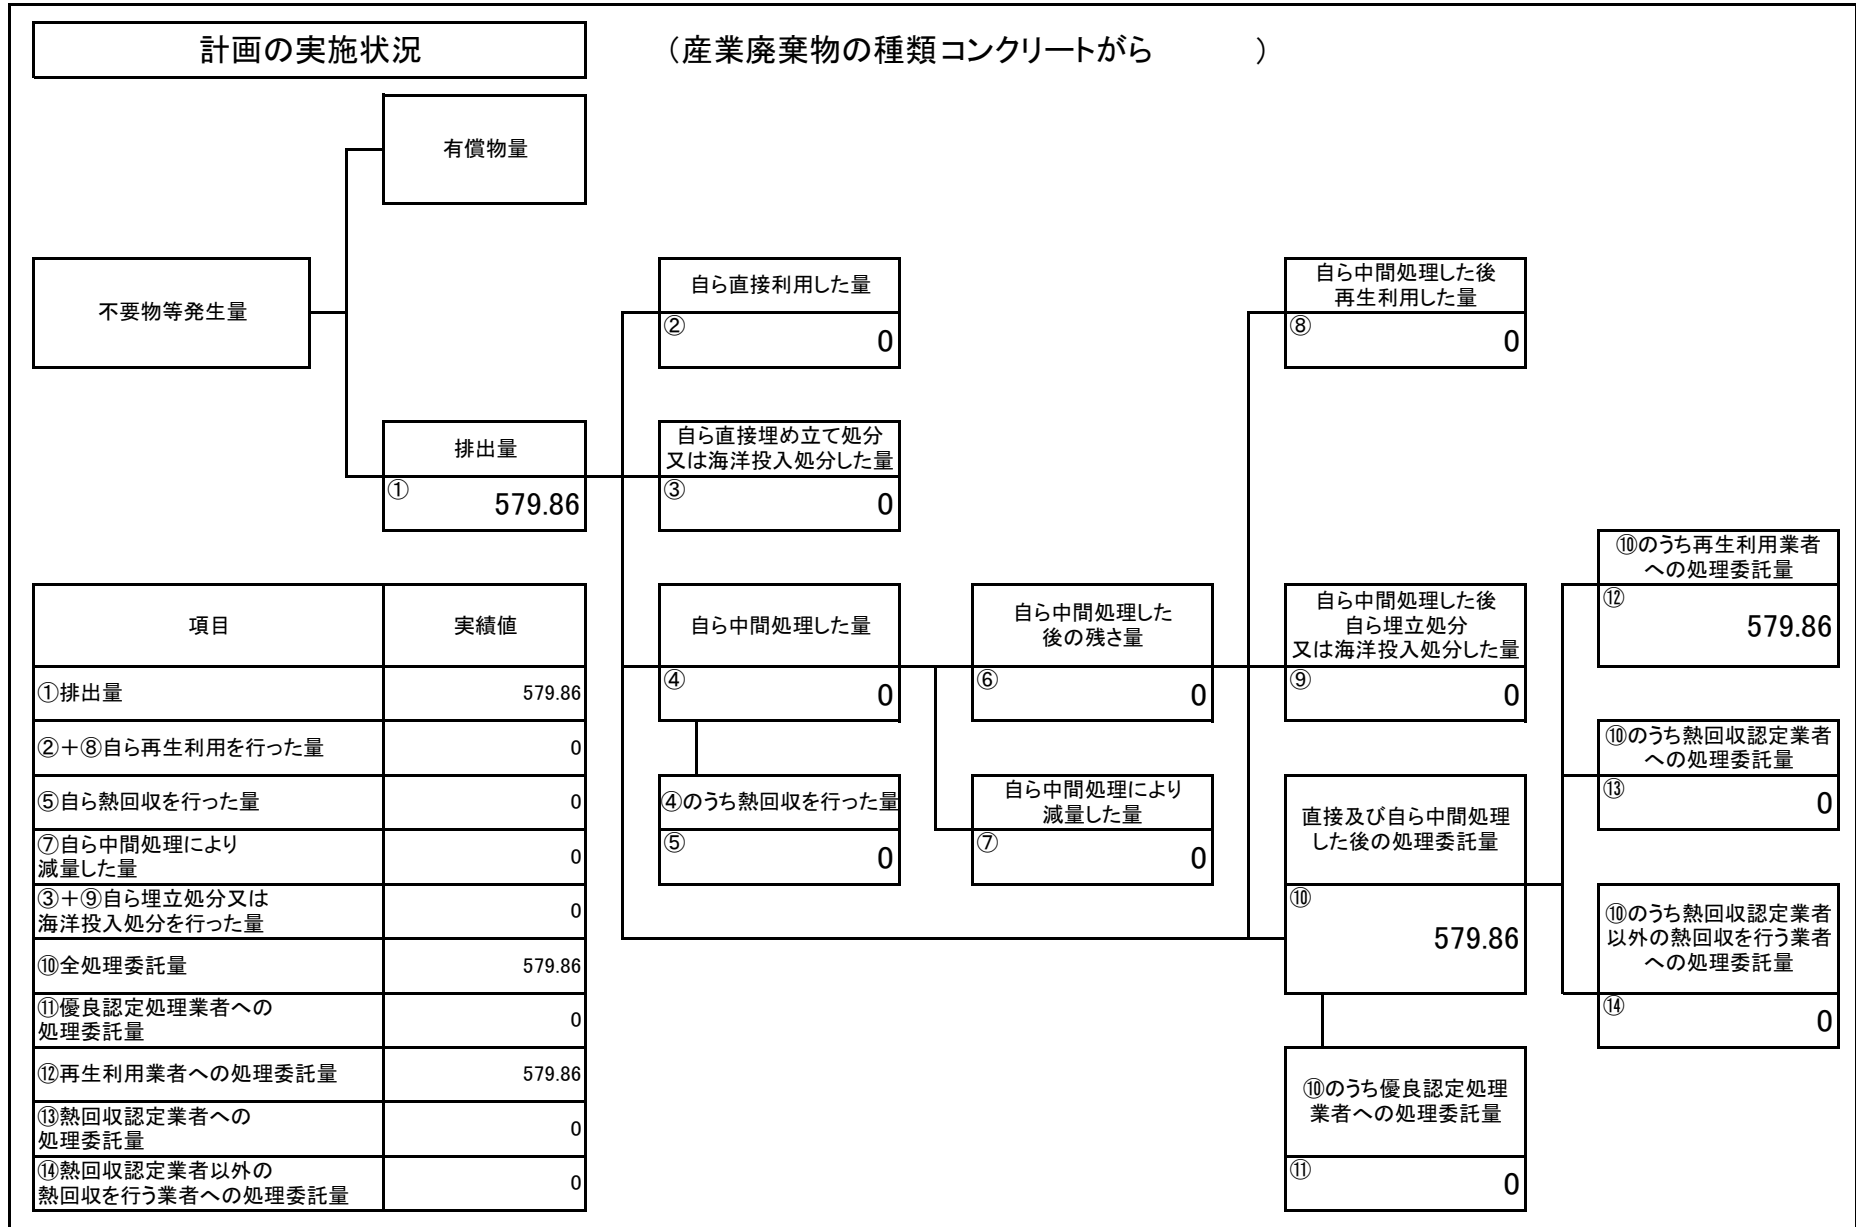 計画の実施状況
（産業廃棄物の種類コンクリートがら　　　　）
有償物量
不要物等発生量
排出量
①
579.86
自ら直接利用した量
②
0
自ら直接埋め立て処分
又は海洋投入処分した量
③
0
自ら中間処理した量
④
0
④のうち熱回収を行った量
⑤
0
自ら中間処理した
後の残さ量
⑥
0
自ら中間処理により
減量した量
⑦
0
自ら中間処理した後
再生利用した量
⑧
0
自ら中間処理した後
自ら埋立処分
又は海洋投入処分した量
⑨
0
直接及び自ら中間処理
した後の処理委託量
⑩
579.86
⑩のうち優良認定処理
業者への処理委託量
⑪
0
⑩のうち再生利用業者
への処理委託量
⑫
579.86
⑩のうち熱回収認定業者
への処理委託量
⑬
0
⑩のうち熱回収認定業者
以外の熱回収を行う業者
への処理委託量
⑭
0
項目 実績値
①排出量 579.86
②＋⑧自ら再生利用を行った量 0
⑤自ら熱回収を行った量 0
⑦自ら中間処理により
減量した量 0
③＋⑨自ら埋立処分又は
海洋投入処分を行った量 0
⑩全処理委託量 579.86
⑪優良認定処理業者への
処理委託量 0
⑫再生利用業者への処理委託量 579.86
⑬熱回収認定業者への
処理委託量 0
⑭熱回収認定業者以外の
熱回収を行う業者への処理委託量 0